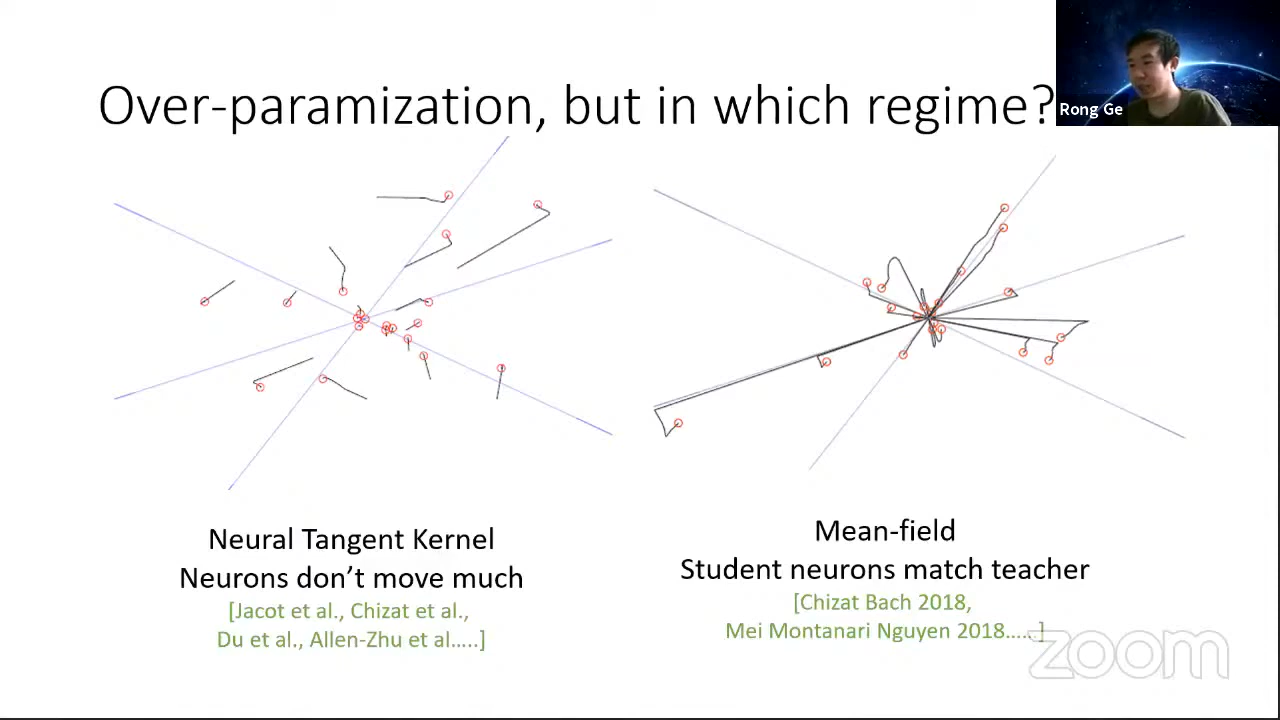 Over-paramization, but in which regime?
Rong Ge
Neural Tangent Kernel
Neurons don't move much
[Jacot et al., Chizat et al.,
Du et al., Allen-Zhu et al…..]
Mean-field
Student neurons match teacher
[Chizat Bach 2018,
Mei Montanari Nguyen 2018…..]
zoom